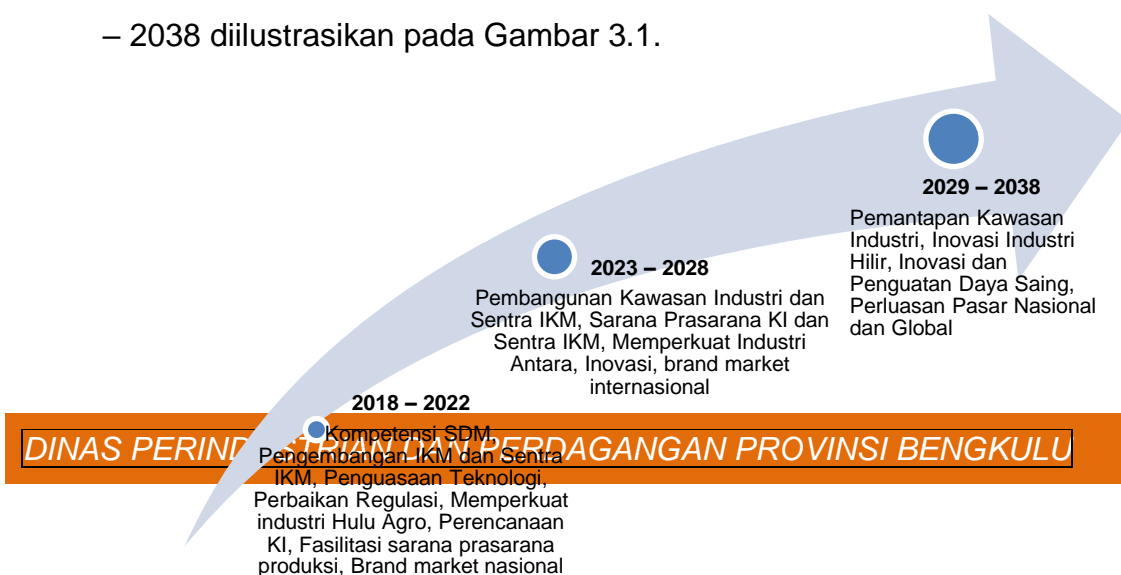 – 2038 diilustrasikan pada Gambar 3.1.
2029 – 2038
Pemantapan Kawasan
Industri, Inovasi Industri
Hilir, Inovasi dan
Penguatan Daya Saing,
Perluasan Pasar Nasional
dan Global
2023 – 2028
Pembangunan Kawasan Industri dan
Sentra IKM, Sarana Prasarana KI dan
Sentra IKM, Memperkuat Industri
Antara, Inovasi, brand market
internasional
2018 – 2022
Kompetensi SDM,
Pengembangan IKM dan Sentra
IKM, Penguasaan Teknologi,
Perbaikan Regulasi, Memperkuat
industri Hulu Agro, Perencanaan
KI, Fasilitasi sarana prasarana
produksi, Brand market nasional
DINAS PERINDUSTRIAN DAN PERDAGANGAN PROVINSI BENGKULU